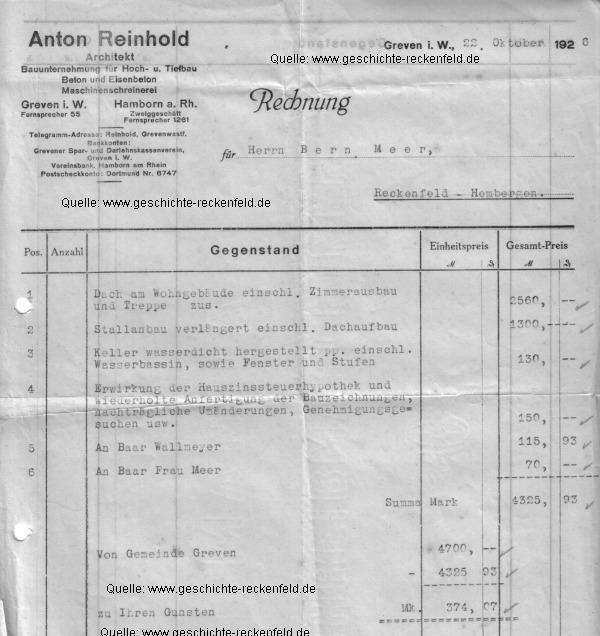 Anton Reinhold
Architekt
Bauunternehmung für Hoch- u. Tiefbau
Beton und Eisenbeton
Maschinenschreinerei
Greven i. W. Hamborn a. Rh.
Fernsprecher 55 Zweiggeschäft
Fernsprecher 1261
Telegramm-Adresse: Reinhold, Grevenwestf.
Bankkonten:
Grevener Spar- und Darlehnskassenverein,
Greven i. W.
Vereinsbank, Hamborn am Rhein
Postscheckkonto: Dortmund Nr. 6747
Greven i. W., 22. Oktober 1926
Quelle: www.geschichte-reckenfeld.de
Rechnung
für Herrn Bern Meer,
Reckenfeld - Hembergen.
Quelle: www.geschichte-reckenfeld.de
Pos. Anzahl Gegenstand Einheitspreis Gesamt-Preis
M ₰ M ₰
1 Dach am Wohngebäude einschl. Zimmerausbau
und Treppe zus. 2560, --
2 Stallanbau verlängert einschl. Dachaufbau 1300,----
3 Keller wasserdicht hergestellt pp. einschl.
Wasserbassin, sowie Fenster und Stufen 130, --
4 Erwirkung der Hauszinssteuerhypothek und
wiederholte Anfertigung der Bauzeichnungen,
nachträgliche Umänderungen, Genehmigungsge=
suchen usw. 150, --
5 An Baar Wallmeyer 115, 93
6 An Baar Frau Meer 70, --
Summa Mark 4325, 93
Von Gemeinde Greven 4700, --
- 4325 93
Quelle: www.geschichte-reckenfeld.de
zu Ihren Gunsten Mk. 374, 07
Quelle: www.geschichte-reckenfeld.de